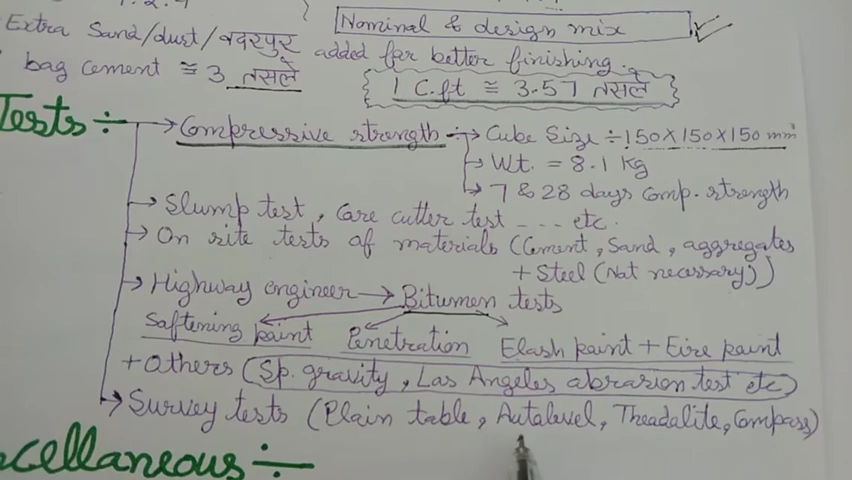 1.2.4
Nominal & design mix
Extra Sand/dust/बदरपुर added for better finishing.
bag cement ≅ 3 तसले
1 C.ft ≅ 3.57 तसले
Tests ÷ → Compressive strength ÷→ Cube Size ÷ 150×150×150 mm³
→ Wt. = 8.1 kg
→ 7 & 28 days Comp. strength
→ Slump test, Core cutter test ---- etc.
→ On site tests of materials (Cement, Sand, aggregates
+ Steel (Not necessary))
→ Highway engineer → Bitumen tests
Softening point Penetration Flash point + Fire point
+ Others (Sp. gravity, Los Angeles abrasion test etc)
→ Survey tests (Plain table, Autolevel, Theodolite, Compass)
cellaneous ÷